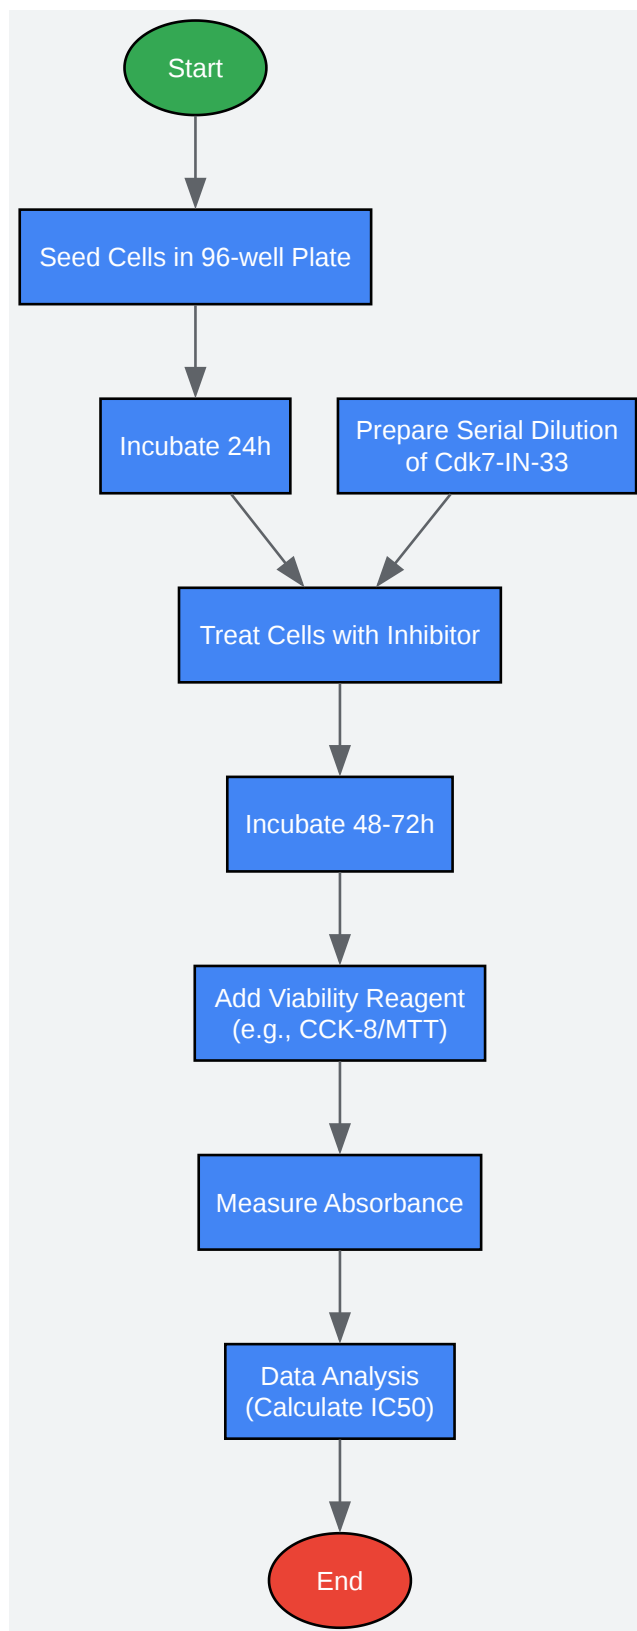 Start
Seed Cells in 96-well Plate
Incubate 24h
Prepare Serial Dilution
of Cdk7-IN-33
Treat Cells with Inhibitor
Incubate 48-72h
Add Viability Reagent
(e.g., CCK-8/MTT)
Measure Absorbance
Data Analysis
(Calculate IC50)
End